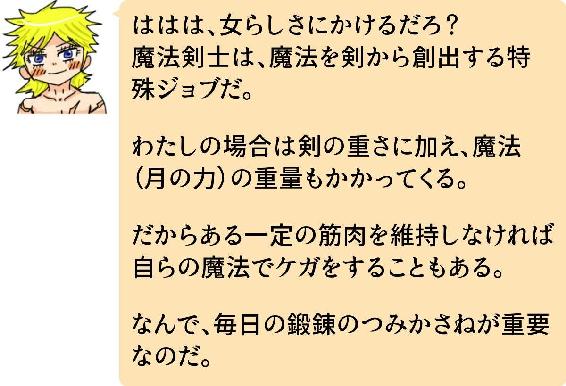 ははは、女らしさにかけるだろ？
魔法剣士は、魔法を剣から創出する特
殊ジョブだ。
わたしの場合は剣の重さに加え、魔法
（月の力）の重量もかかってくる。
だからある一定の筋肉を維持しなければ
自らの魔法でケガをすることもある。
なんで、毎日の鍛錬のつみかさねが重要
なのだ。